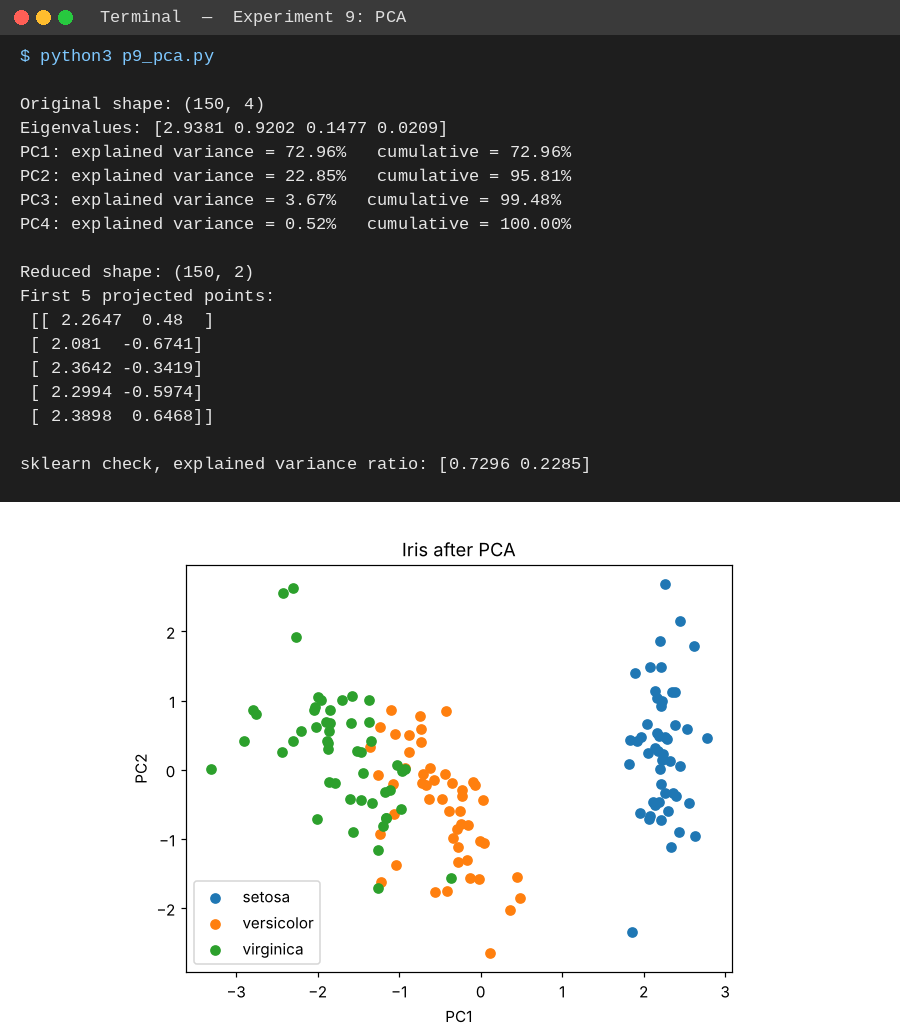 Terminal — Experiment 9: PCA
$ python3 p9_pca.py
Original shape: (150, 4)
Eigenvalues: [2.9381 0.9202 0.1477 0.0209]
PC1: explained variance = 72.96%   cumulative = 72.96%
PC2: explained variance = 22.85%   cumulative = 95.81%
PC3: explained variance = 3.67%   cumulative = 99.48%
PC4: explained variance = 0.52%   cumulative = 100.00%
Reduced shape: (150, 2)
First 5 projected points:
[[ 2.2647  0.48  ]
[ 2.081  -0.6741]
[ 2.3642 -0.3419]
[ 2.2994 -0.5974]
[ 2.3898  0.6468]]
sklearn check, explained variance ratio: [0.7296 0.2285]
Iris after PCA
2
1
0
−1
−2
PC2
setosa
versicolor
virginica
−3 −2 −1 0 1 2 3
PC1